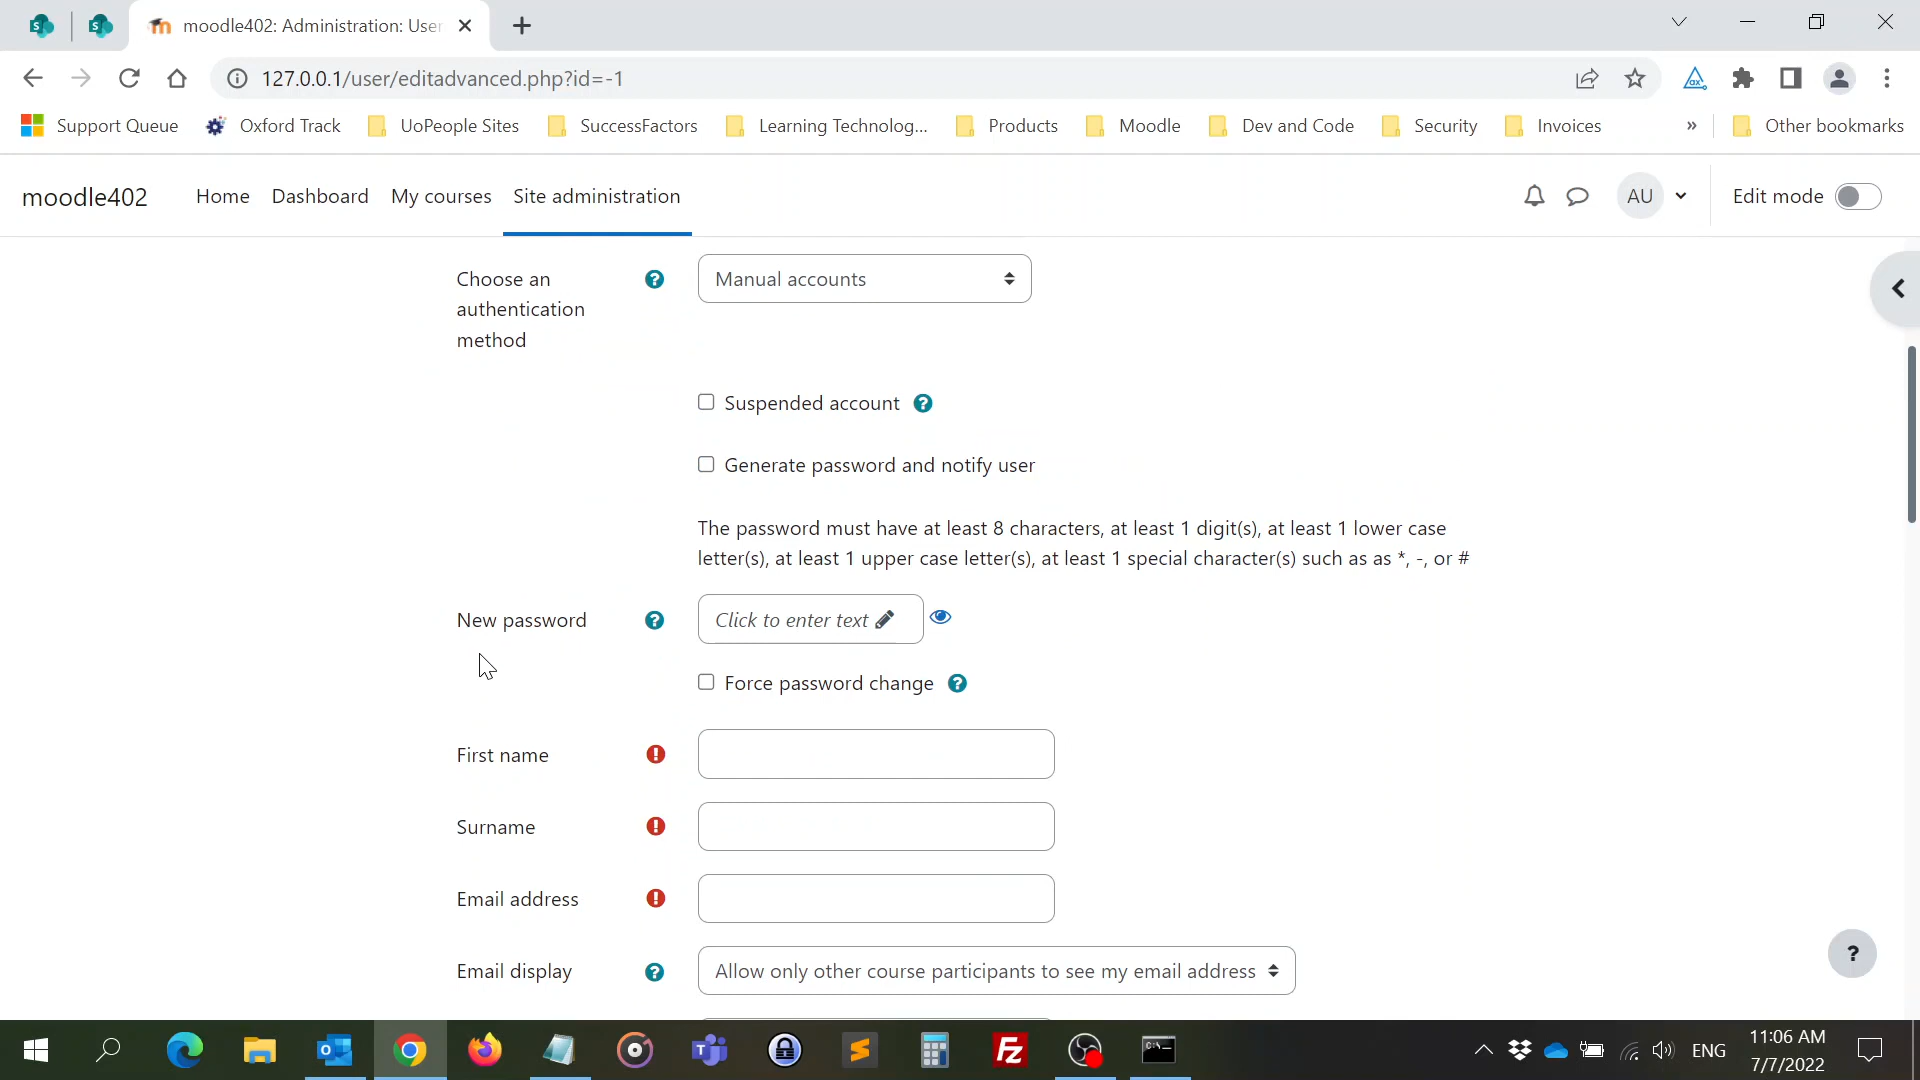 moodle402: Administration: User
127.0.0.1/user/editadvanced.php?id=-1
Support Queue
Oxford Track
UoPeople Sites
SuccessFactors
Learning Technolog...
Products
Moodle
Dev and Code
Security
Invoices
»
Other bookmarks
moodle402
Home
Dashboard
My courses
Site administration
AU
Edit mode
Choose an
authentication
method
Manual accounts
Suspended account
Generate password and notify user
The password must have at least 8 characters, at least 1 digit(s), at least 1 lower case
letter(s), at least 1 upper case letter(s), at least 1 special character(s) such as as *, -, or #
New password
Click to enter text
Force password change
First name
Surname
Email address
Email display
Allow only other course participants to see my email address
?
ENG
11:06 AM
7/7/2022